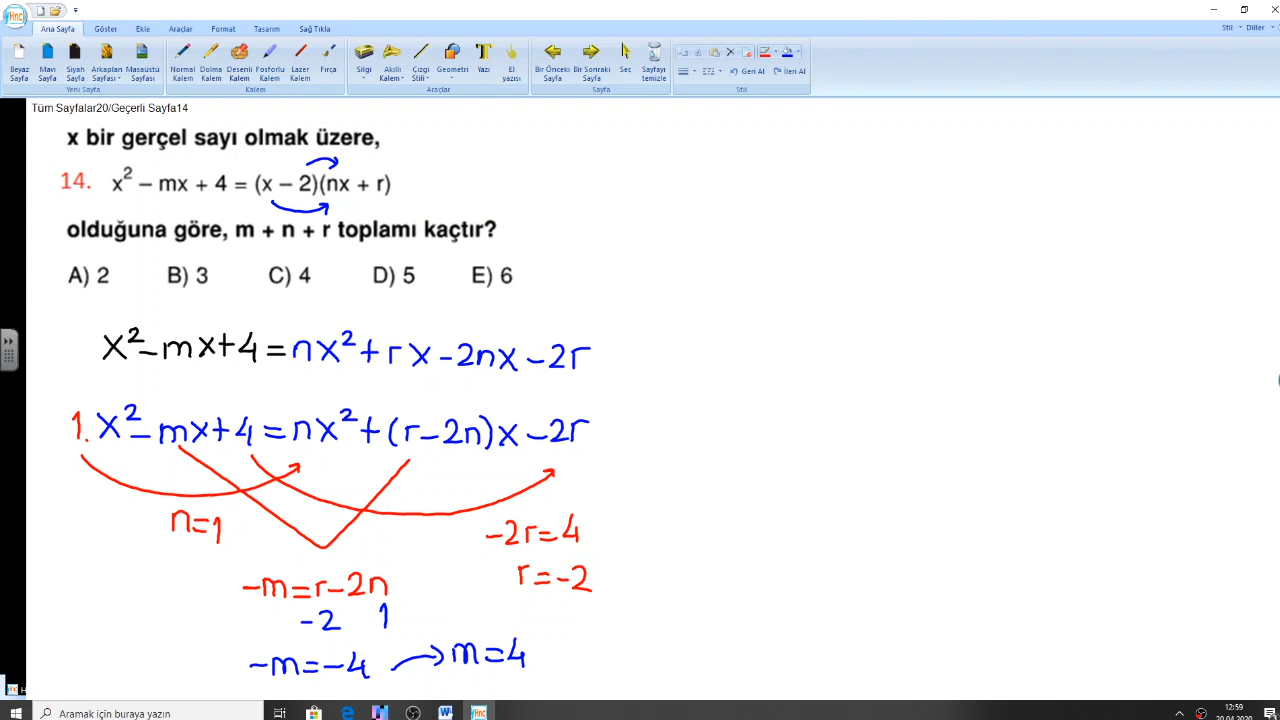 Hnc
Ana Sayfa Göster Ekle Araçlar Format Tasarım Sağ Tıkla Stil Diller
Beyaz Sayfa Mavi Sayfa Siyah Sayfa Arkaplan Sayfası Masaüstü Sayfası Normal Kalem Dolma Kalem Desenli Kalem Fosforlu Kalem Lazer Kalem Fırça Silgi Akıllı Kalem Çizgi Stili Geometri Yazı El yazısı Bir Önceki Sayfa Bir Sonraki Sayfa Seç Sayfayı temizle Geri Al İleri Al
Yeni Sayfa Kalem Araçlar Sayfa Stil
Tüm Sayfalar20/Geçerli Sayfa14
x bir gerçel sayı olmak üzere,
14. x² − mx + 4 = (x − 2)(nx + r)
olduğuna göre, m + n + r toplamı kaçtır?
A) 2 B) 3 C) 4 D) 5 E) 6
x² − mx + 4 = nx² + rx − 2nx − 2r
1. x² − mx + 4 = nx² + (r − 2n)x − 2r
n = 1
−2r = 4
r = −2
−m = r − 2n
−2 1
−m = −4 → m = 4
Aramak için buraya yazın
12:59
20.04.2020